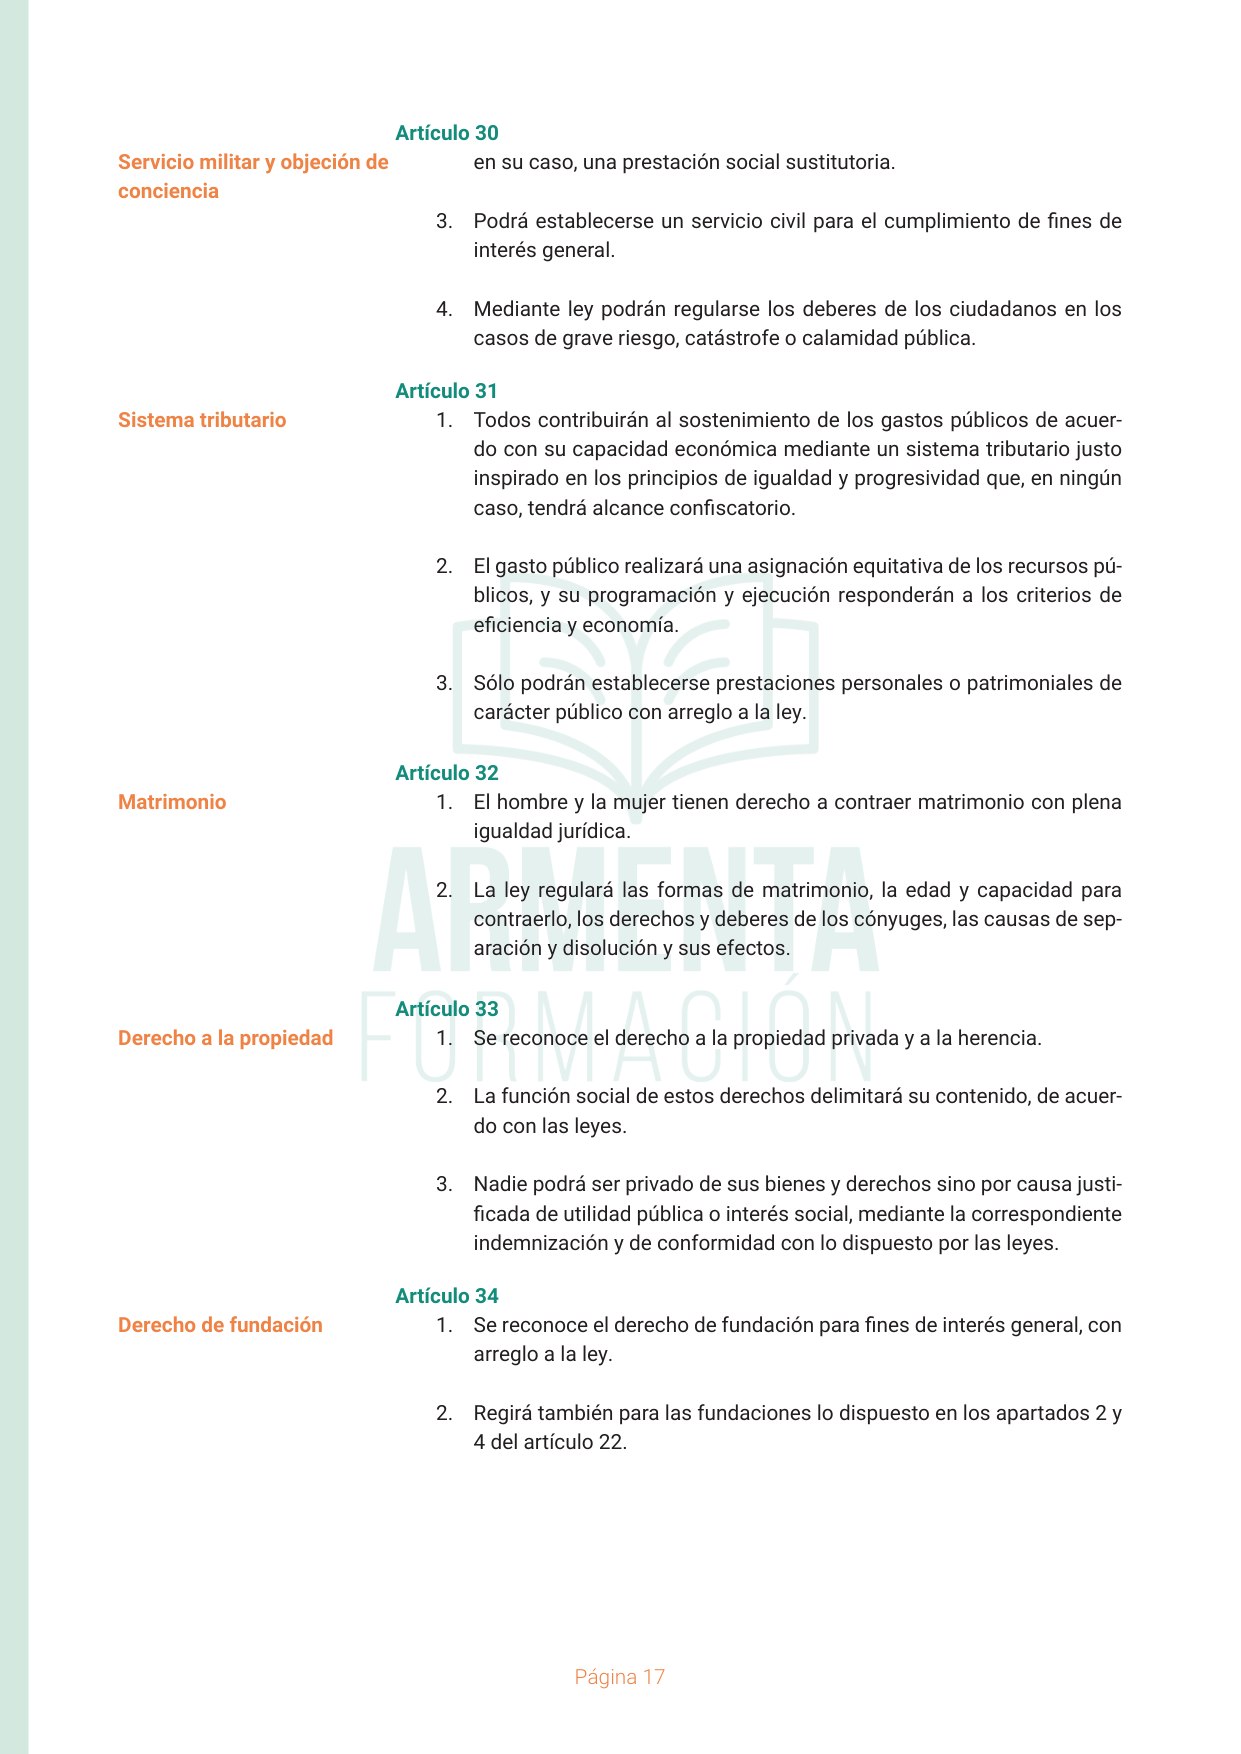 Artículo 30
Servicio militar y objeción de
conciencia
en su caso, una prestación social sustitutoria.
3. Podrá establecerse un servicio civil para el cumplimiento de fines de
interés general.
4. Mediante ley podrán regularse los deberes de los ciudadanos en los
casos de grave riesgo, catástrofe o calamidad pública.
Artículo 31
Sistema tributario
1. Todos contribuirán al sostenimiento de los gastos públicos de acuer-
do con su capacidad económica mediante un sistema tributario justo
inspirado en los principios de igualdad y progresividad que, en ningún
caso, tendrá alcance confiscatorio.
2. El gasto público realizará una asignación equitativa de los recursos pú-
blicos, y su programación y ejecución responderán a los criterios de
eficiencia y economía.
3. Sólo podrán establecerse prestaciones personales o patrimoniales de
carácter público con arreglo a la ley.
Artículo 32
Matrimonio
1. El hombre y la mujer tienen derecho a contraer matrimonio con plena
igualdad jurídica.
2. La ley regulará las formas de matrimonio, la edad y capacidad para
contraerlo, los derechos y deberes de los cónyuges, las causas de sep-
aración y disolución y sus efectos.
ARMENTA
FORMACIÓN
Artículo 33
Derecho a la propiedad
1. Se reconoce el derecho a la propiedad privada y a la herencia.
2. La función social de estos derechos delimitará su contenido, de acuer-
do con las leyes.
3. Nadie podrá ser privado de sus bienes y derechos sino por causa justi-
ficada de utilidad pública o interés social, mediante la correspondiente
indemnización y de conformidad con lo dispuesto por las leyes.
Artículo 34
Derecho de fundación
1. Se reconoce el derecho de fundación para fines de interés general, con
arreglo a la ley.
2. Regirá también para las fundaciones lo dispuesto en los apartados 2 y
4 del artículo 22.
Página 17